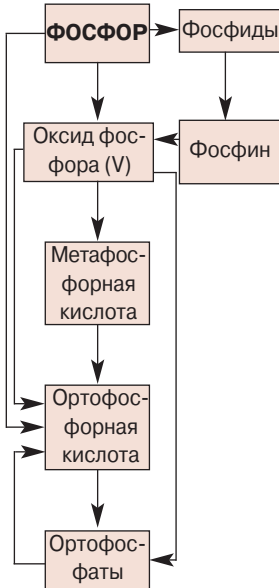 ФОСФОР
Фосфиды
Оксид фос-
фора (V)
Фосфин
Метафос-
форная
кислота
Ортофос-
форная
кислота
Ортофос-
фаты